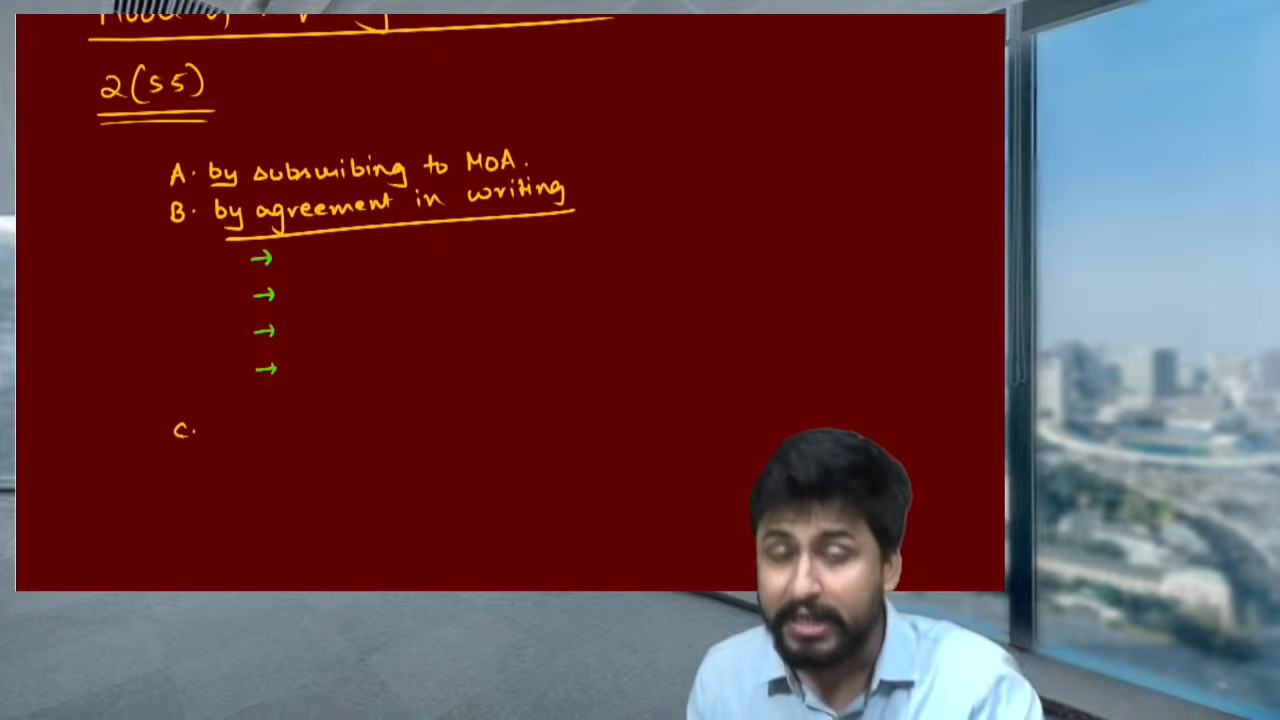 2(55)
A. by subscribing to MOA.
B. by agreement in writing
→
→
→
→
C.